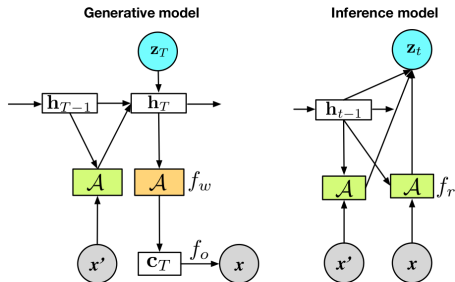 Generative model
Inference model
z_T
z_t
h_{T-1}
h_T
h_{t-1}
𝒜
𝒜
f_w
𝒜
𝒜
f_r
x'
c_T
f_o
x
x'
x